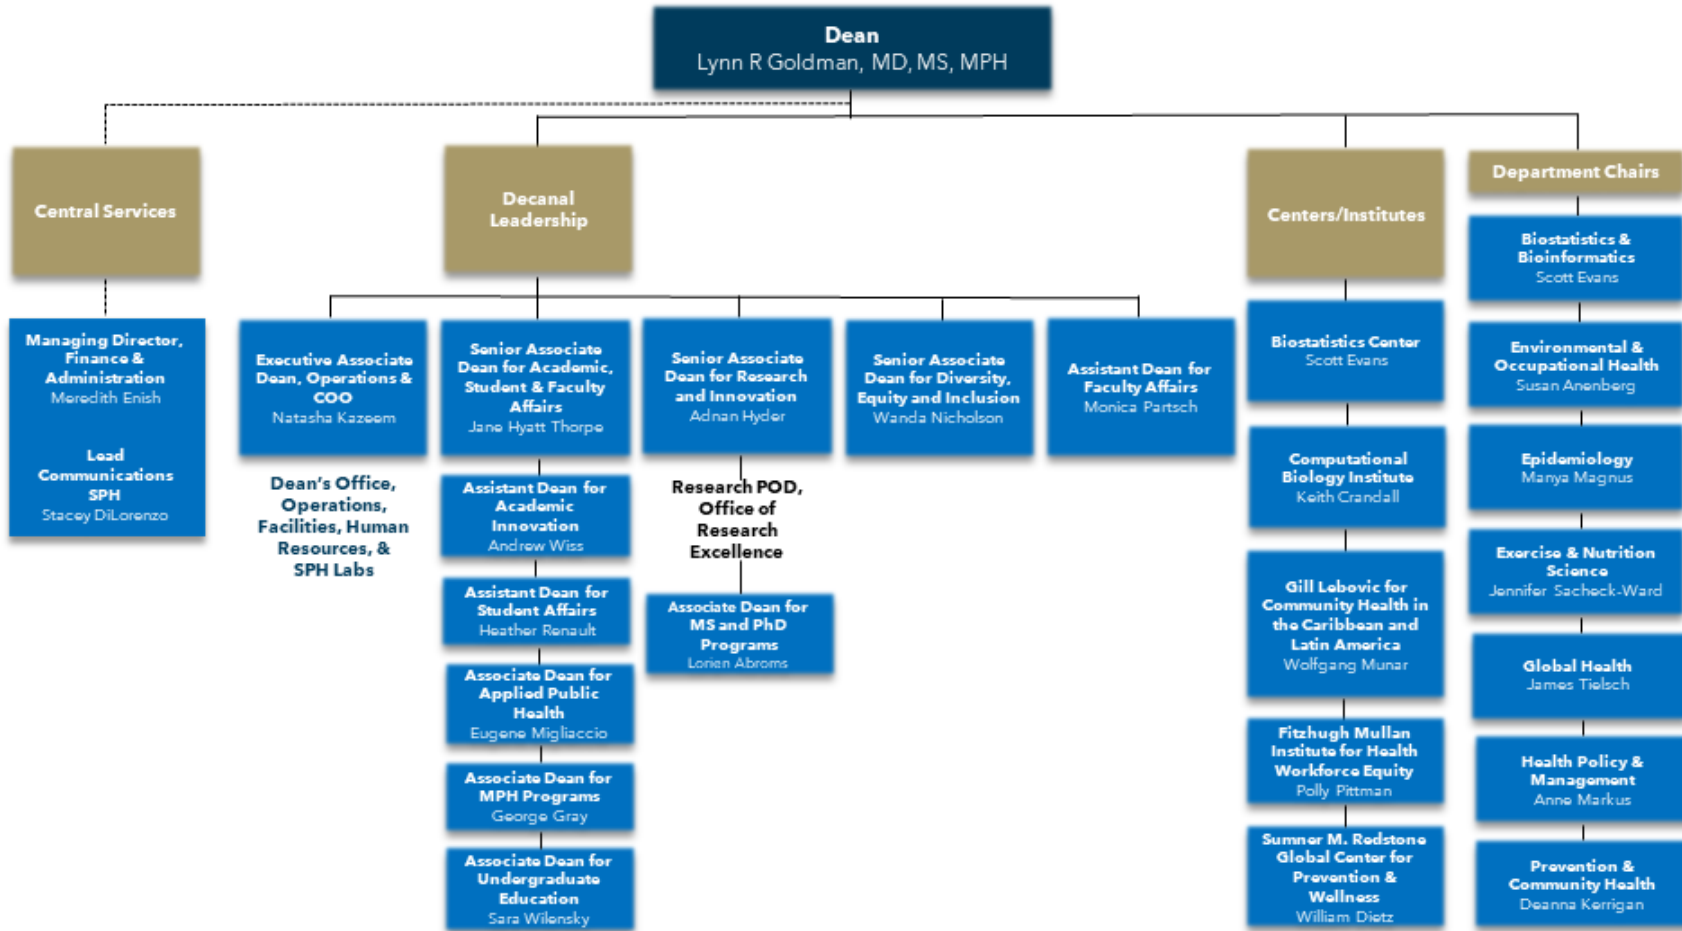 Dean
Lynn R Goldman, MD, MS, MPH
Central Services
Managing Director,
Finance &
Administration
Meredith Enish
Lead
Communications
SPH
Stacey DiLorenzo
Decanal
Leadership
Executive Associate
Dean, Operations &
COO
Natasha Kazeem
Dean's Office,
Operations,
Facilities, Human
Resources, &
SPH Labs
Senior Associate
Dean for Academic,
Student & Faculty
Affairs
Jane Hyatt Thorpe
Assistant Dean for
Academic
Innovation
Andrew Wiss
Assistant Dean for
Student Affairs
Heather Renault
Associate Dean for
Applied Public
Health
Eugene Migliaccio
Associate Dean for
MPH Programs
George Gray
Associate Dean for
Undergraduate
Education
Sara Wilensky
Senior Associate
Dean for Research
and Innovation
Adnan Hyder
Research POD,
Office of
Research
Excellence
Associate Dean for
MS and PhD
Programs
Lorien Abroms
Senior Associate
Dean for Diversity,
Equity and Inclusion
Wanda Nicholson
Assistant Dean for
Faculty Affairs
Monica Partsch
Centers/Institutes
Biostatistics Center
Scott Evans
Computational
Biology Institute
Keith Crandall
Gill Lebovic for
Community Health in
the Caribbean and
Latin America
Wolfgang Munar
Fitzhugh Mullan
Institute for Health
Workforce Equity
Polly Pittman
Sumner M. Redstone
Global Center for
Prevention &
Wellness
William Dietz
Department Chairs
Biostatistics &
Bioinformatics
Scott Evans
Environmental &
Occupational Health
Susan Anenberg
Epidemiology
Manya Magnus
Exercise & Nutrition
Science
Jennifer Sacheck-Ward
Global Health
James Tielsch
Health Policy &
Management
Anne Markus
Prevention &
Community Health
Deanna Kerrigan